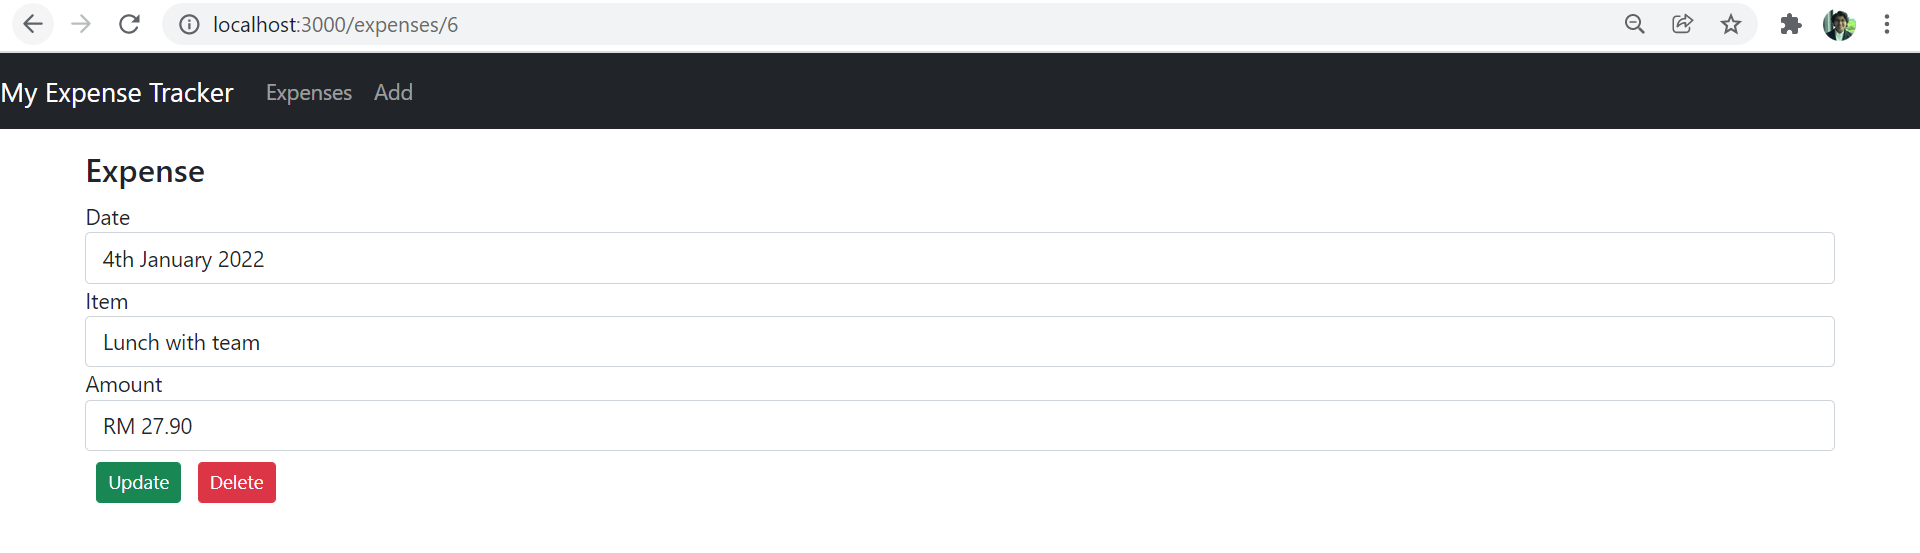 localhost:3000/expenses/6
My Expense Tracker Expenses Add
Expense
Date
4th January 2022
Item
Lunch with team
Amount
RM 27.90
Update Delete